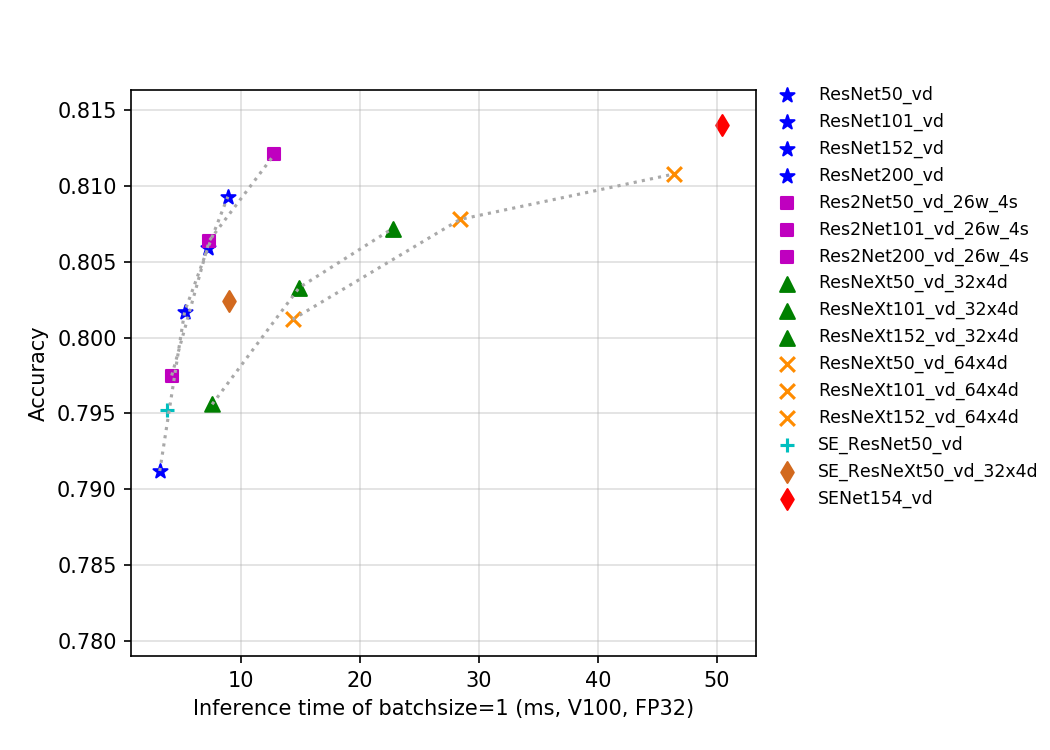 0.815
0.810
0.805
0.800
0.795
0.790
0.785
0.780
Accuracy
10 20 30 40 50
Inference time of batchsize=1 (ms, V100, FP32)
ResNet50_vd
ResNet101_vd
ResNet152_vd
ResNet200_vd
Res2Net50_vd_26w_4s
Res2Net101_vd_26w_4s
Res2Net200_vd_26w_4s
ResNeXt50_vd_32x4d
ResNeXt101_vd_32x4d
ResNeXt152_vd_32x4d
ResNeXt50_vd_64x4d
ResNeXt101_vd_64x4d
ResNeXt152_vd_64x4d
SE_ResNet50_vd
SE_ResNeXt50_vd_32x4d
SENet154_vd